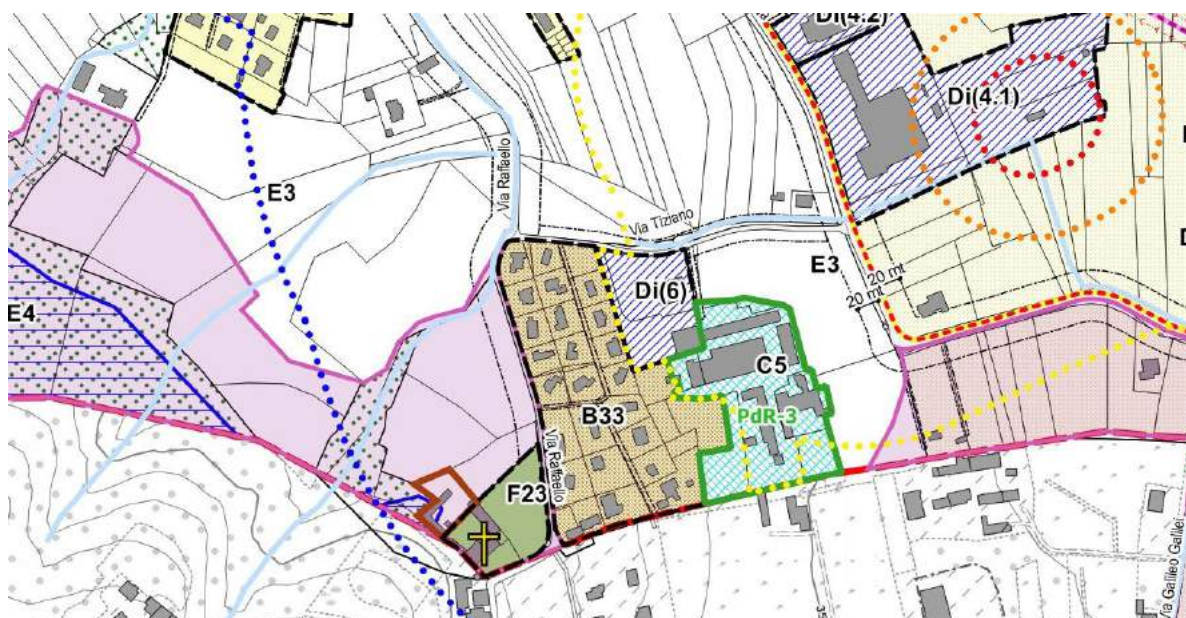 Di(4.2)
Di(4.1)
E3
Via Raffaello
Via Tiziano
E3
20 mt
20 mt
Di(6)
E4
C5
PdR-3
B33
Via Raffaello
F23
Via Galileo Galilei